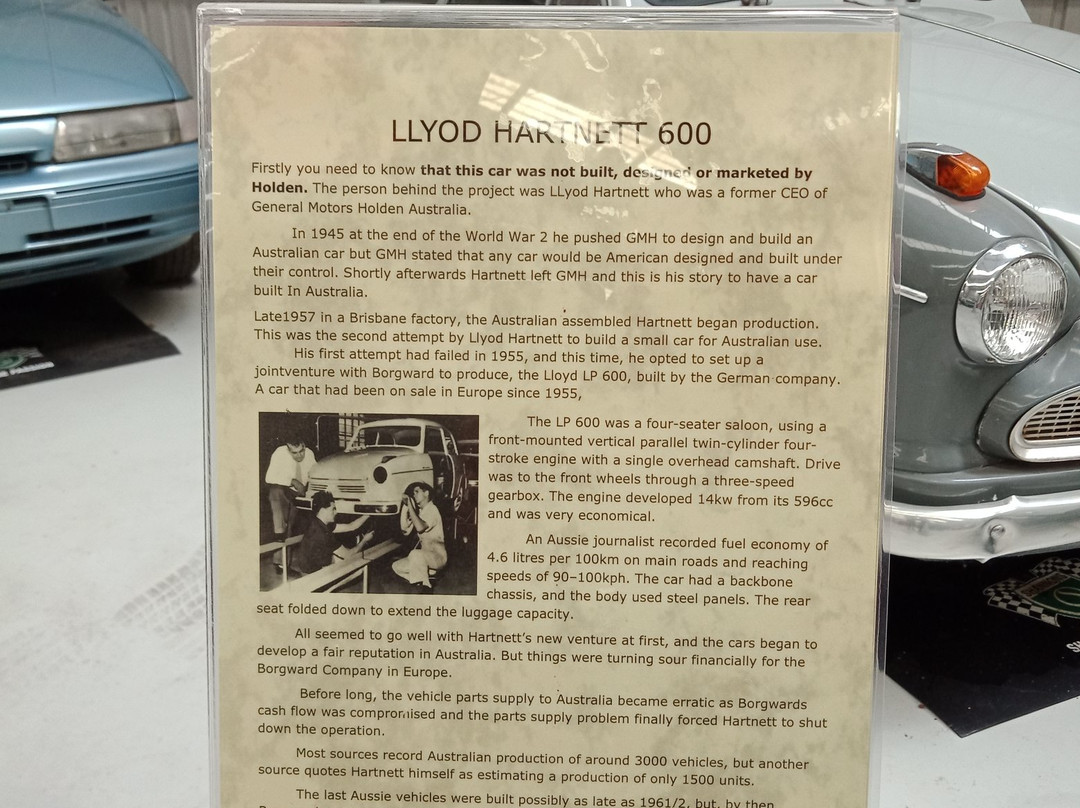 LLYOD HARTNETT 600
Firstly you need to know that this car was not built, designed or marketed by
Holden. The person behind the project was LLyod Hartnett who was a former CEO of
General Motors Holden Australia.
In 1945 at the end of the World War 2 he pushed GMH to design and build an
Australian car but GMH stated that any car would be American designed and built under
their control. Shortly afterwards Hartnett left GMH and this is his story to have a car
built In Australia.
Late1957 in a Brisbane factory, the Australian assembled Hartnett began production.
This was the second attempt by Llyod Hartnett to build a small car for Australian use.
His first attempt had failed in 1955, and this time, he opted to set up a
jointventure with Borgward to produce, the Lloyd LP 600, built by the German company.
A car that had been on sale in Europe since 1955,
The LP 600 was a four-seater saloon, using a
front-mounted vertical parallel twin-cylinder four-
stroke engine with a single overhead camshaft. Drive
was to the front wheels through a three-speed
gearbox. The engine developed 14kw from its 596cc
and was very economical.
An Aussie journalist recorded fuel economy of
4.6 litres per 100km on main roads and reaching
speeds of 90–100kph. The car had a backbone
chassis, and the body used steel panels. The rear
seat folded down to extend the luggage capacity.
All seemed to go well with Hartnett's new venture at first, and the cars began to
develop a fair reputation in Australia. But things were turning sour financially for the
Borgward Company in Europe.
Before long, the vehicle parts supply to Australia became erratic as Borgwards
cash flow was compromised and the parts supply problem finally forced Hartnett to shut
down the operation.
Most sources record Australian production of around 3000 vehicles, but another
source quotes Hartnett himself as estimating a production of only 1500 units.
The last Aussie vehicles were built possibly as late as 1961/2, but, by then